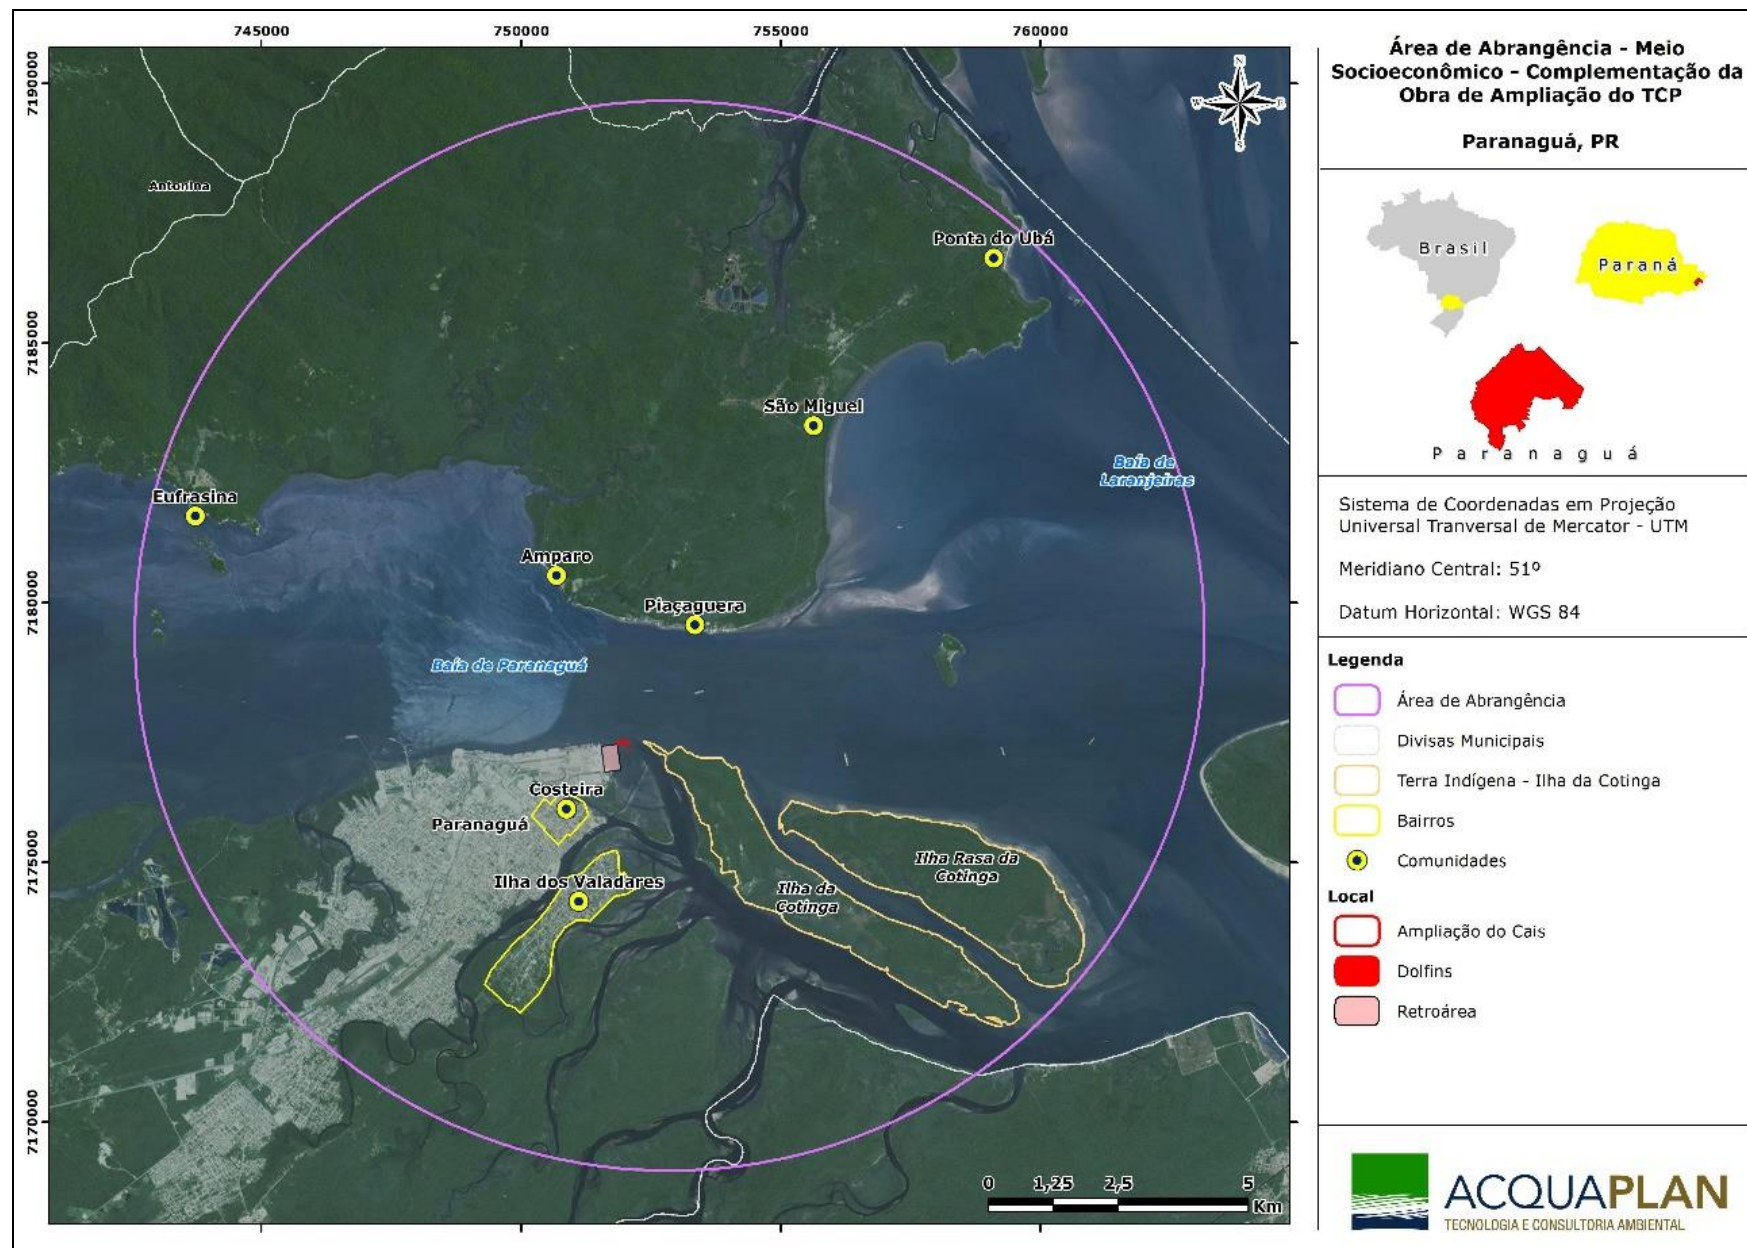 745000
750000
755000
760000
7190000
7185000
7180000
7175000
7170000
N
W
E
S
Antonina
Ponta do Ubá
São Miguel
Baía de
Laranjeiras
Eufrasina
Amparo
Piaçaguera
Baía de Paranaguá
Costeira
Paranaguá
Ilha dos Valadares
Ilha da
Cotinga
Ilha Rasa da
Cotinga
0 1,25 2,5 5
Km
Área de Abrangência - Meio
Socioeconômico - Complementação da
Obra de Ampliação do TCP
Paranaguá, PR
Brasil
Paraná
Paranaguá
Sistema de Coordenadas em Projeção
Universal Tranversal de Mercator - UTM
Meridiano Central: 51º
Datum Horizontal: WGS 84
Legenda
Área de Abrangência
Divisas Municipais
Terra Indígena - Ilha da Cotinga
Bairros
Comunidades
Local
Ampliação do Cais
Dolfins
Retroárea
ACQUAPLAN
TECNOLOGIA E CONSULTORIA AMBIENTAL